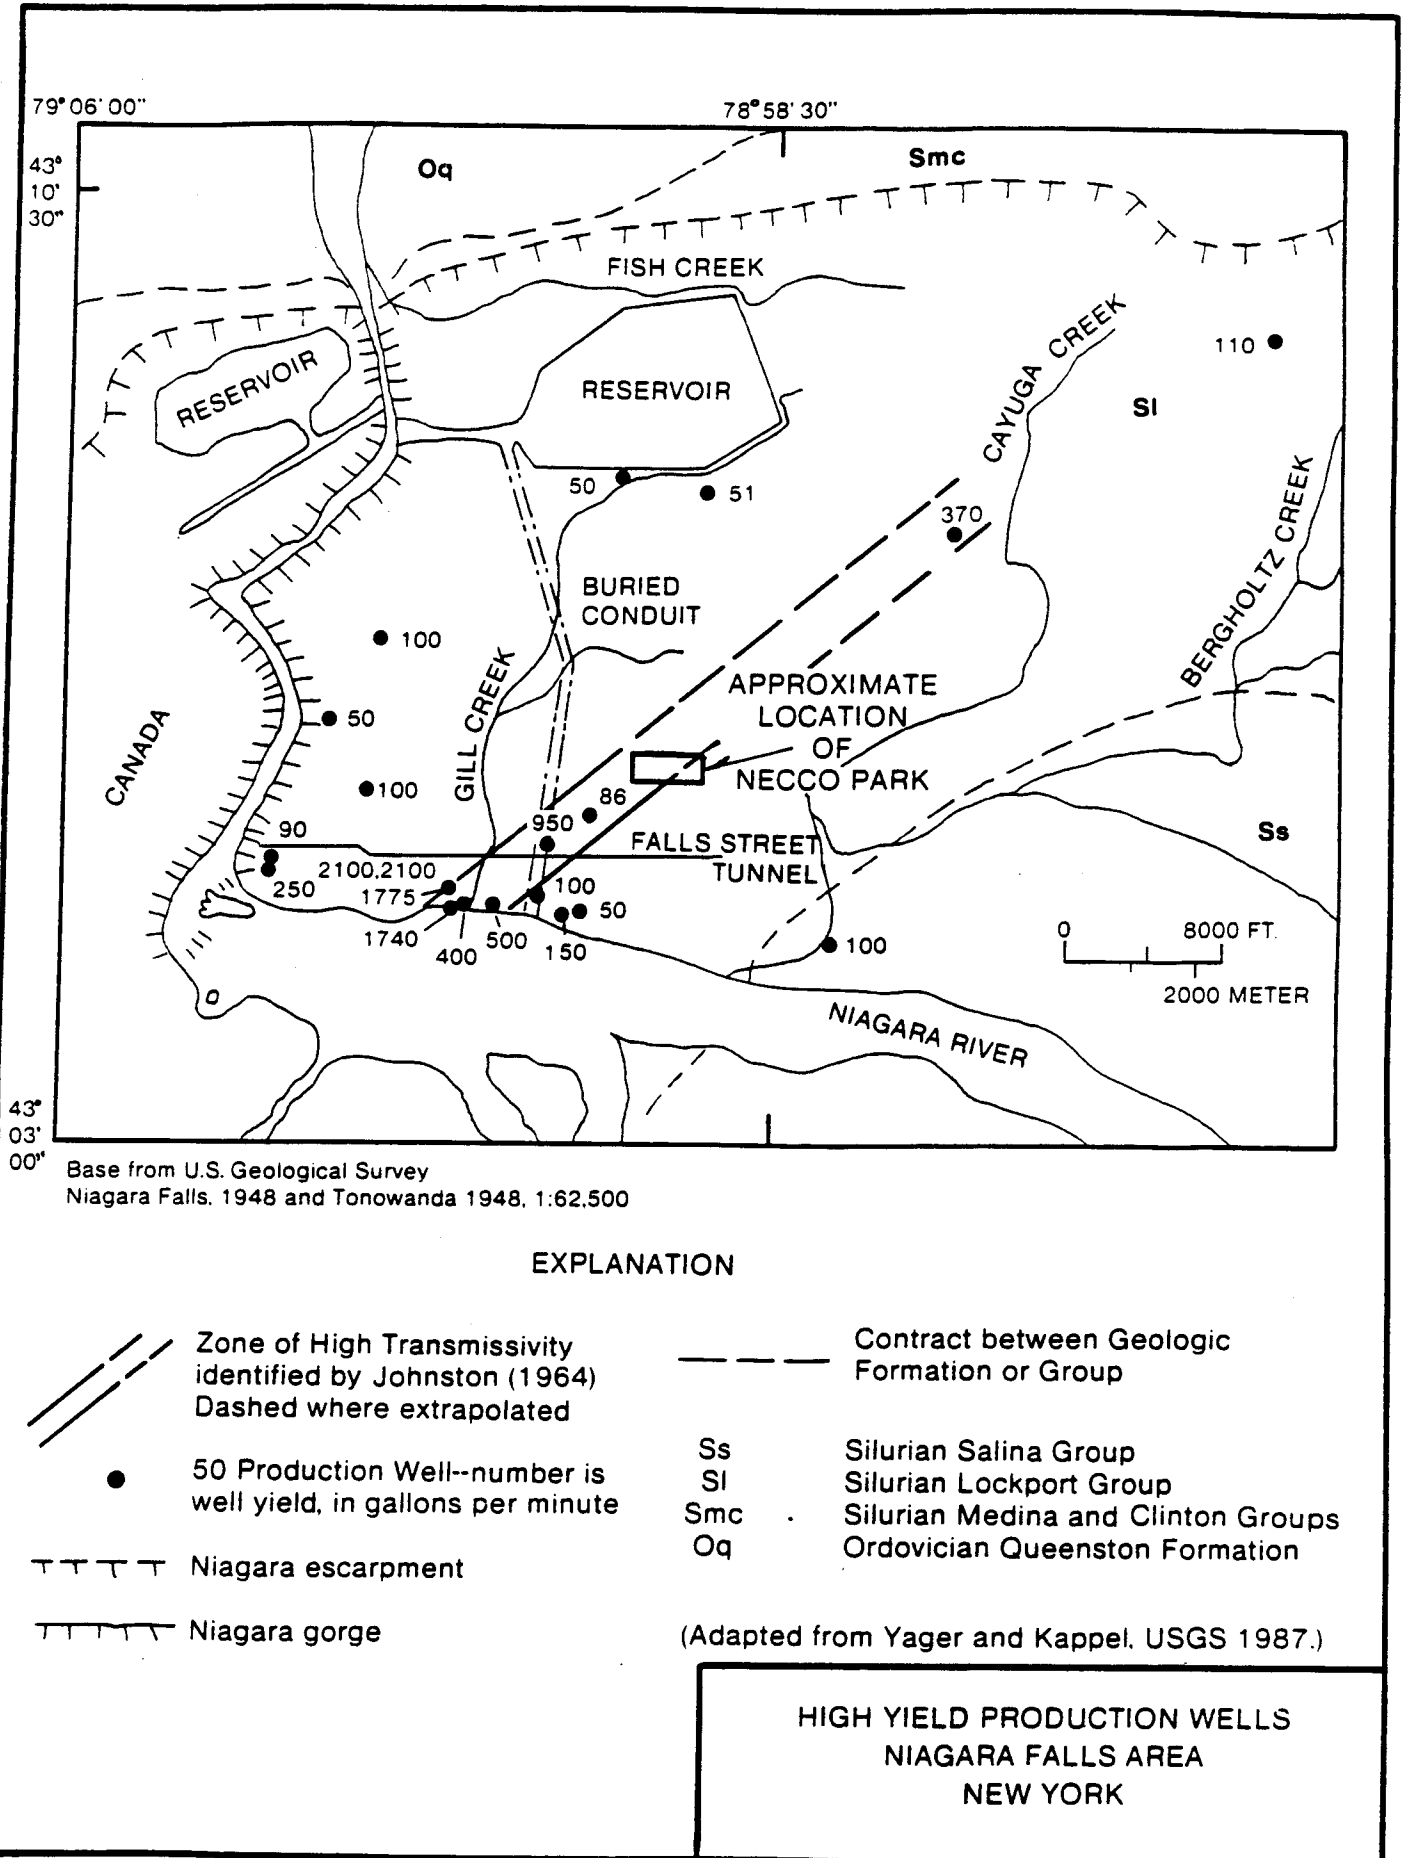 79° 06' 00"
78° 58' 30"
43°
10'
30"
Oq
Smc
FISH CREEK
RESERVOIR
RESERVOIR
CAYUGA CREEK
110
Sl
50
51
370
BERGHOLTZ CREEK
BURIED
CONDUIT
100
GILL CREEK
APPROXIMATE
LOCATION
OF
NECCO PARK
50
CANADA
100
86
950
90
FALLS STREET
TUNNEL
Ss
2100,2100
250
1775
100
50
1740
400
500
150
100
0 8000 FT.
2000 METER
NIAGARA RIVER
43°
03'
00"
Base from U.S. Geological Survey
Niagara Falls, 1948 and Tonowanda 1948, 1:62,500
EXPLANATION
Zone of High Transmissivity
identified by Johnston (1964)
Dashed where extrapolated
50 Production Well--number is
well yield, in gallons per minute
Niagara escarpment
Niagara gorge
Contract between Geologic
Formation or Group
Ss Silurian Salina Group
Sl Silurian Lockport Group
Smc Silurian Medina and Clinton Groups
Oq Ordovician Queenston Formation
(Adapted from Yager and Kappel, USGS 1987.)
HIGH YIELD PRODUCTION WELLS
NIAGARA FALLS AREA
NEW YORK